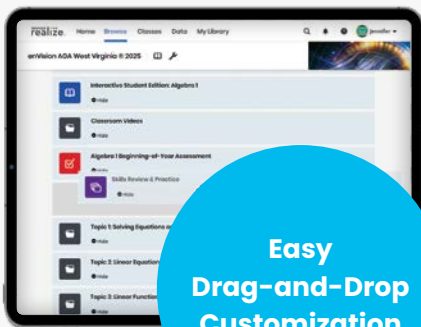 realize.
Home Browse Classes Data My Library
Jennifer
enVision AGA West Virginia © 2025
Interactive Student Edition: Algebra 1
Hide
Classroom Videos
Hide
Algebra 1 Beginning-of-Year Assessment
Hide
Skills Review & Practice
Hide
Topic 1: Solving Equations
Hide
Topic 2: Linear Equations
Hide
Topic 3: Linear Function
Hide
Easy
Drag-and-Drop
Customization